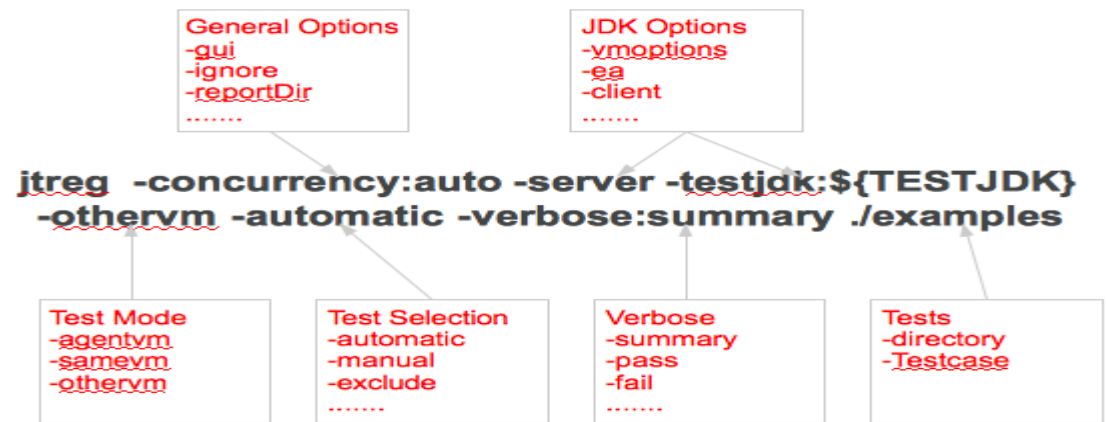 General Options
-gui
-ignore
-reportDir
.......
JDK Options
-vmoptions
-ea
-client
.......
jtreg -concurrency:auto -server -testjdk:${TESTJDK}
-othervm -automatic -verbose:summary ./examples
Test Mode
-agentvm
-samevm
-othervm
Test Selection
-automatic
-manual
-exclude
.......
Verbose
-summary
-pass
-fail
.......
Tests
-directory
-Testcase